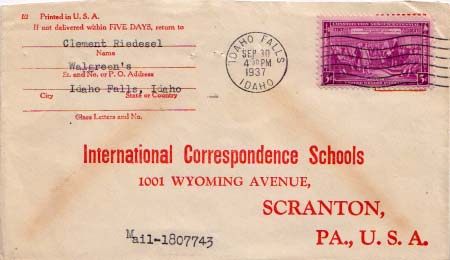 Printed in U. S. A.
If not delivered within FIVE DAYS, return to
Clement Riedesel
Name
Walgreen's
St. and No. or P. O. Address
Idaho Falls, Idaho
City State or Country
Class Letters and No.
IDAHO FALLS
SEP 30
4 PM
1937
IDAHO
3¢ 3¢
International Correspondence Schools
1001 WYOMING AVENUE,
SCRANTON,
PA., U. S. A.
Mail-1807743